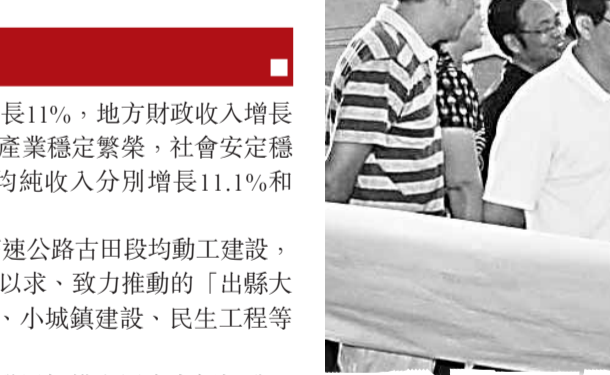 長11%，地方財政收入增長
產業穩定繁榮，社會安定穩
均純收入分別增長11.1%和
速公路古田段均動工建設，
以求、致力推動的「出縣大
、小城鎮建設、民生工程等